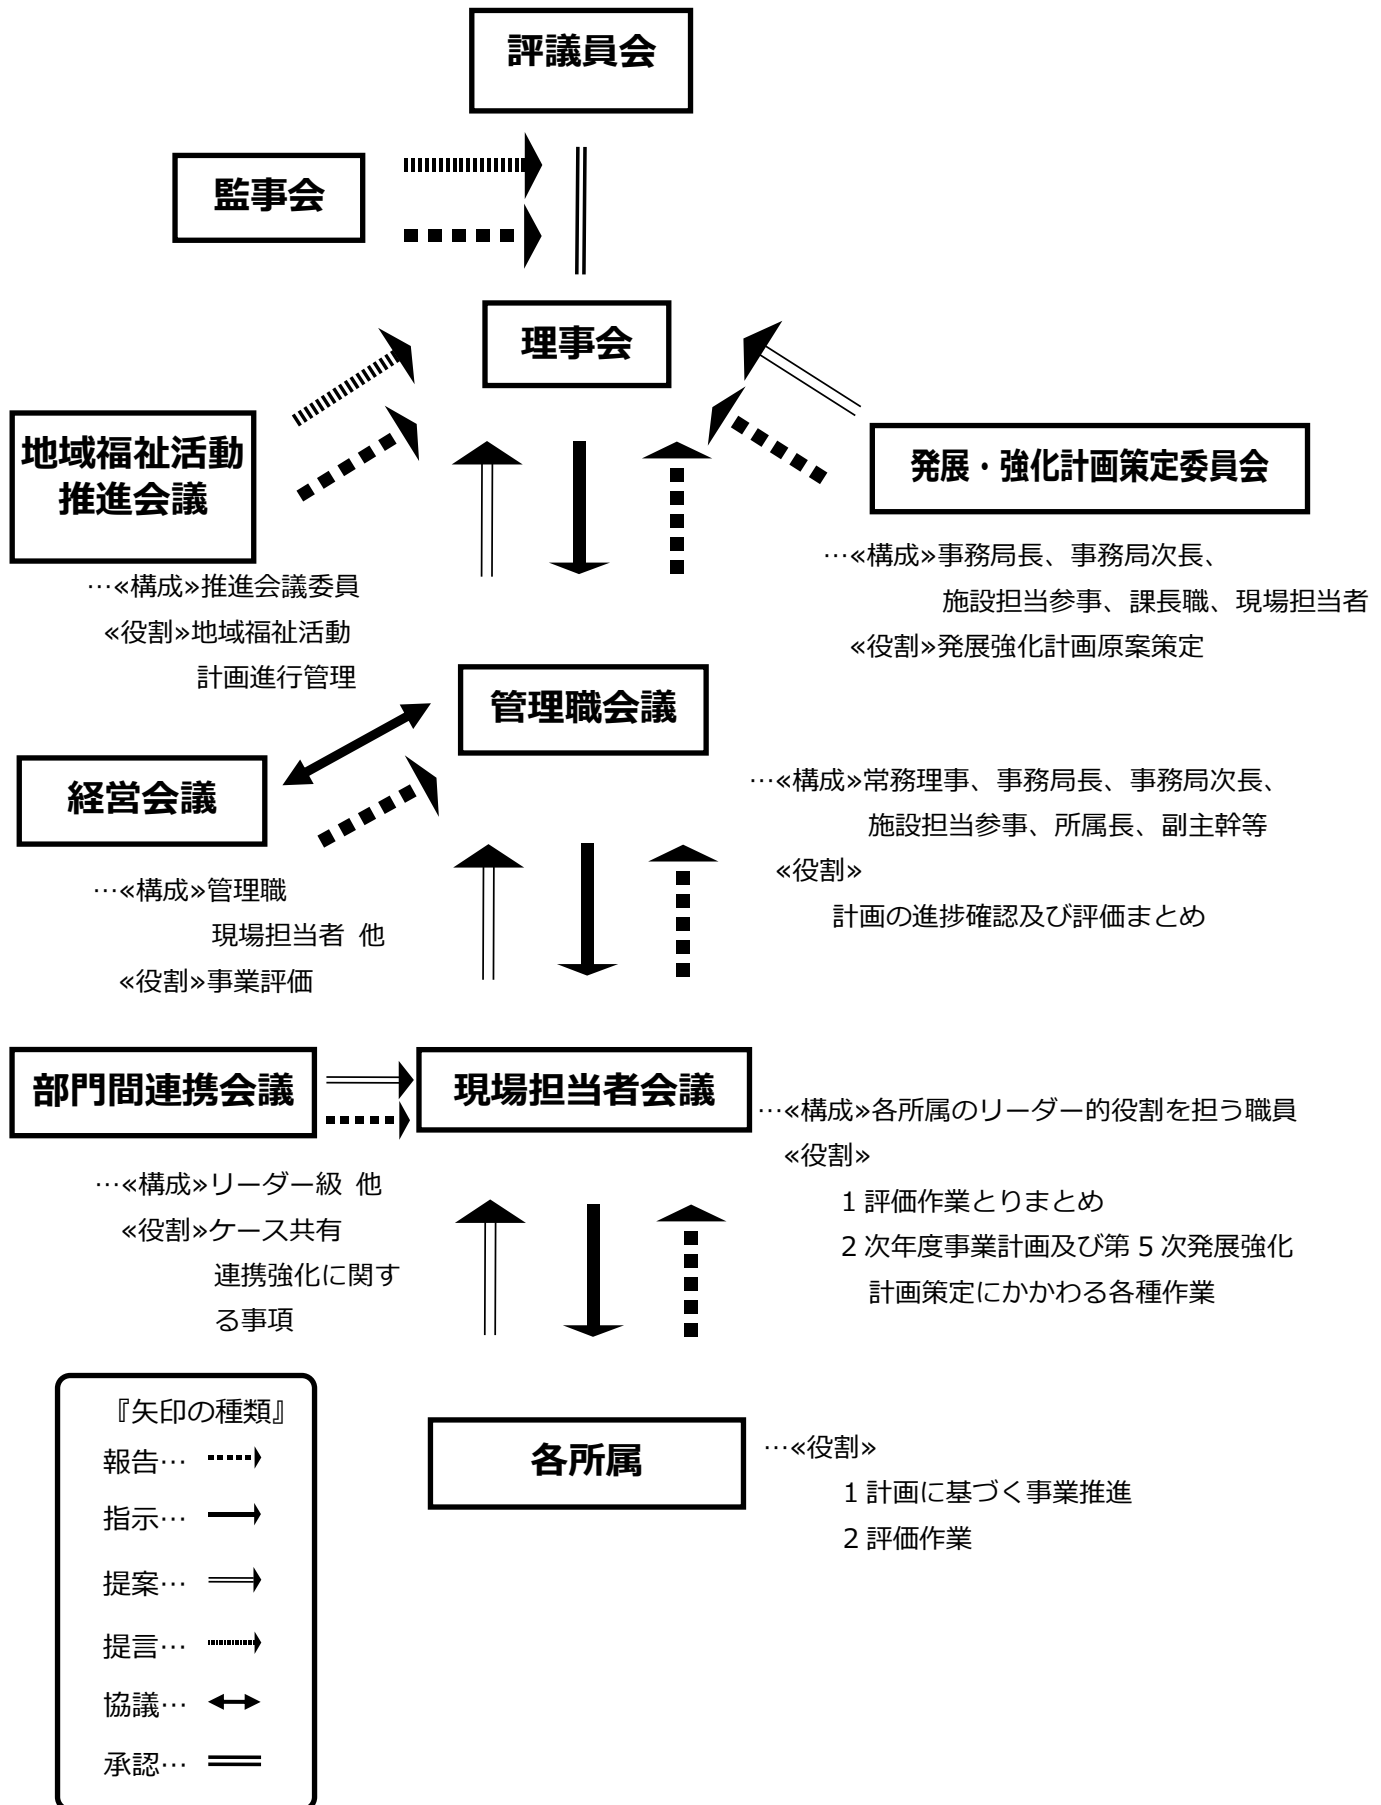 評議員会
監事会
理事会
地域福祉活動
推進会議
…«構成»推進会議委員
«役割»地域福祉活動
計画進行管理
発展・強化計画策定委員会
…«構成»事務局長、事務局次長、
施設担当参事、課長職、現場担当者
«役割»発展強化計画原案策定
管理職会議
…«構成»常務理事、事務局長、事務局次長、
施設担当参事、所属長、副主幹等
«役割»
計画の進捗確認及び評価まとめ
経営会議
…«構成»管理職
現場担当者 他
«役割»事業評価
部門間連携会議
…«構成»リーダー級 他
«役割»ケース共有
連携強化に関す
る事項
現場担当者会議
…«構成»各所属のリーダー的役割を担う職員
«役割»
1 評価作業とりまとめ
2 次年度事業計画及び第 5 次発展強化
計画策定にかかわる各種作業
各所属
…«役割»
1 計画に基づく事業推進
2 評価作業
『矢印の種類』
報告…
指示…
提案…
提言…
協議…
承認…